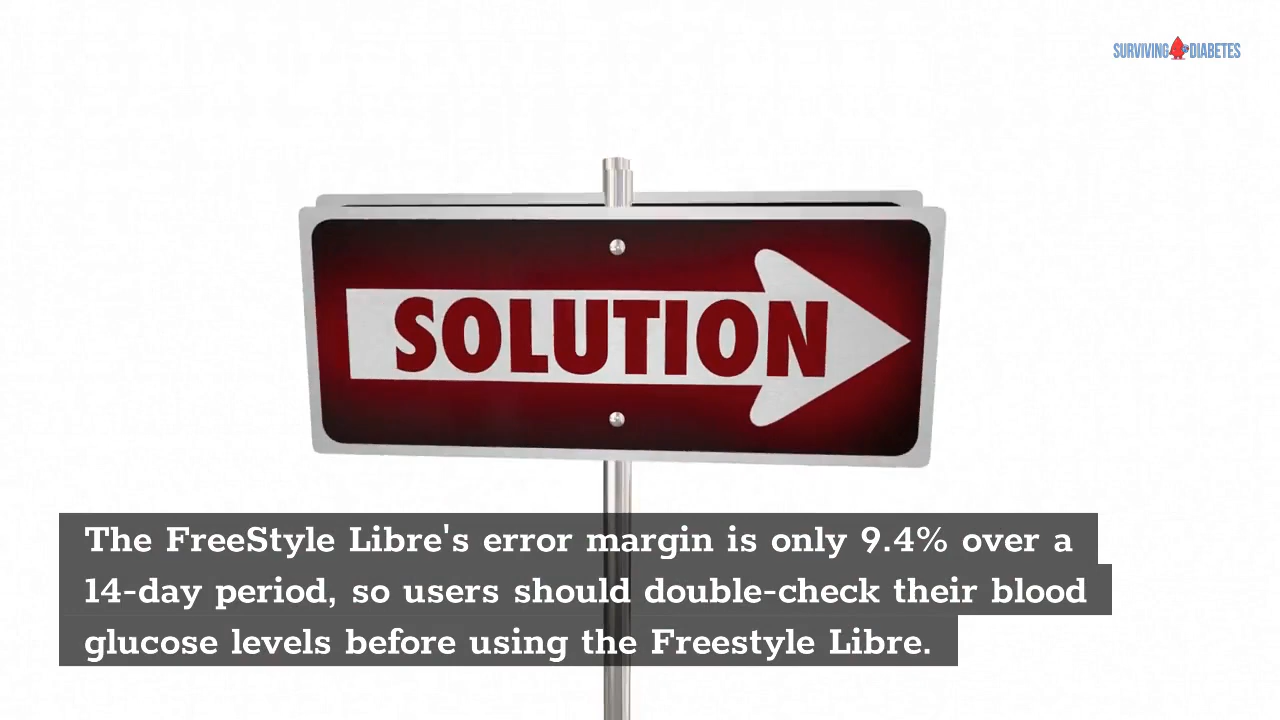 SURVIVING DIABETES
SOLUTION
The FreeStyle Libre's error margin is only 9.4% over a
14-day period, so users should double-check their blood
glucose levels before using the Freestyle Libre.